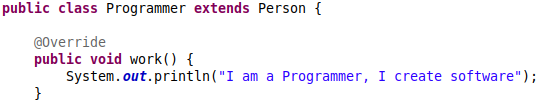 public class Programmer extends Person {
@Override
public void work() {
System.out.println("I am a Programmer, I create software");
}